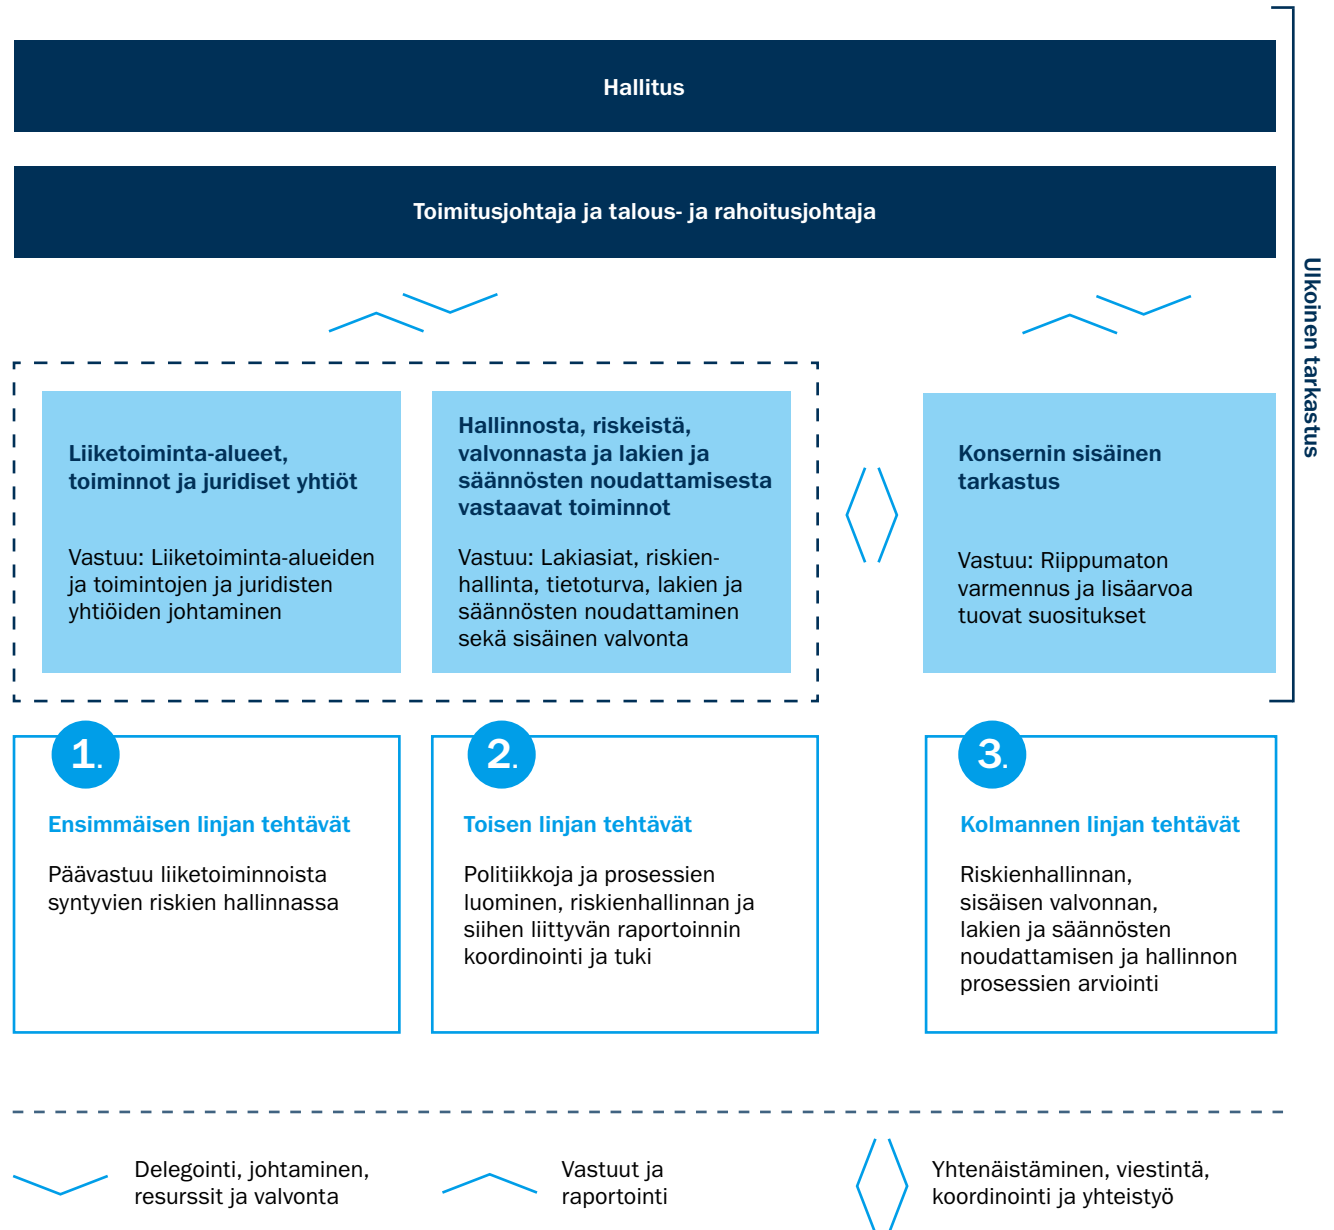 Hallitus
Toimitusjohtaja ja talous- ja rahoitusjohtaja
Ulkoinen tarkastus
Liiketoiminta-alueet,
toiminnot ja juridiset yhtiöt
Vastuu: Liiketoiminta-alueiden
ja toimintojen ja juridisten
yhtiöiden johtaminen
Hallinnosta, riskeistä,
valvonnasta ja lakien ja
säännösten noudattamisesta
vastaavat toiminnot
Vastuu: Lakiasiat, riskien-
hallinta, tietoturva, lakien ja
säännösten noudattaminen
sekä sisäinen valvonta
Konsernin sisäinen
tarkastus
Vastuu: Riippumaton
varmennus ja lisäarvoa
tuovat suositukset
1.
Ensimmäisen linjan tehtävät
Päävastuu liiketoiminnoista
syntyvien riskien hallinnassa
2.
Toisen linjan tehtävät
Politiikkoja ja prosessien
luominen, riskienhallinnan ja
siihen liittyvän raportoinnin
koordinointi ja tuki
3.
Kolmannen linjan tehtävät
Riskienhallinnan,
sisäisen valvonnan,
lakien ja säännösten
noudattamisen ja hallinnon
prosessien arviointi
Delegointi, johtaminen,
resurssit ja valvonta
Vastuut ja
raportointi
Yhtenäistäminen, viestintä,
koordinointi ja yhteistyö